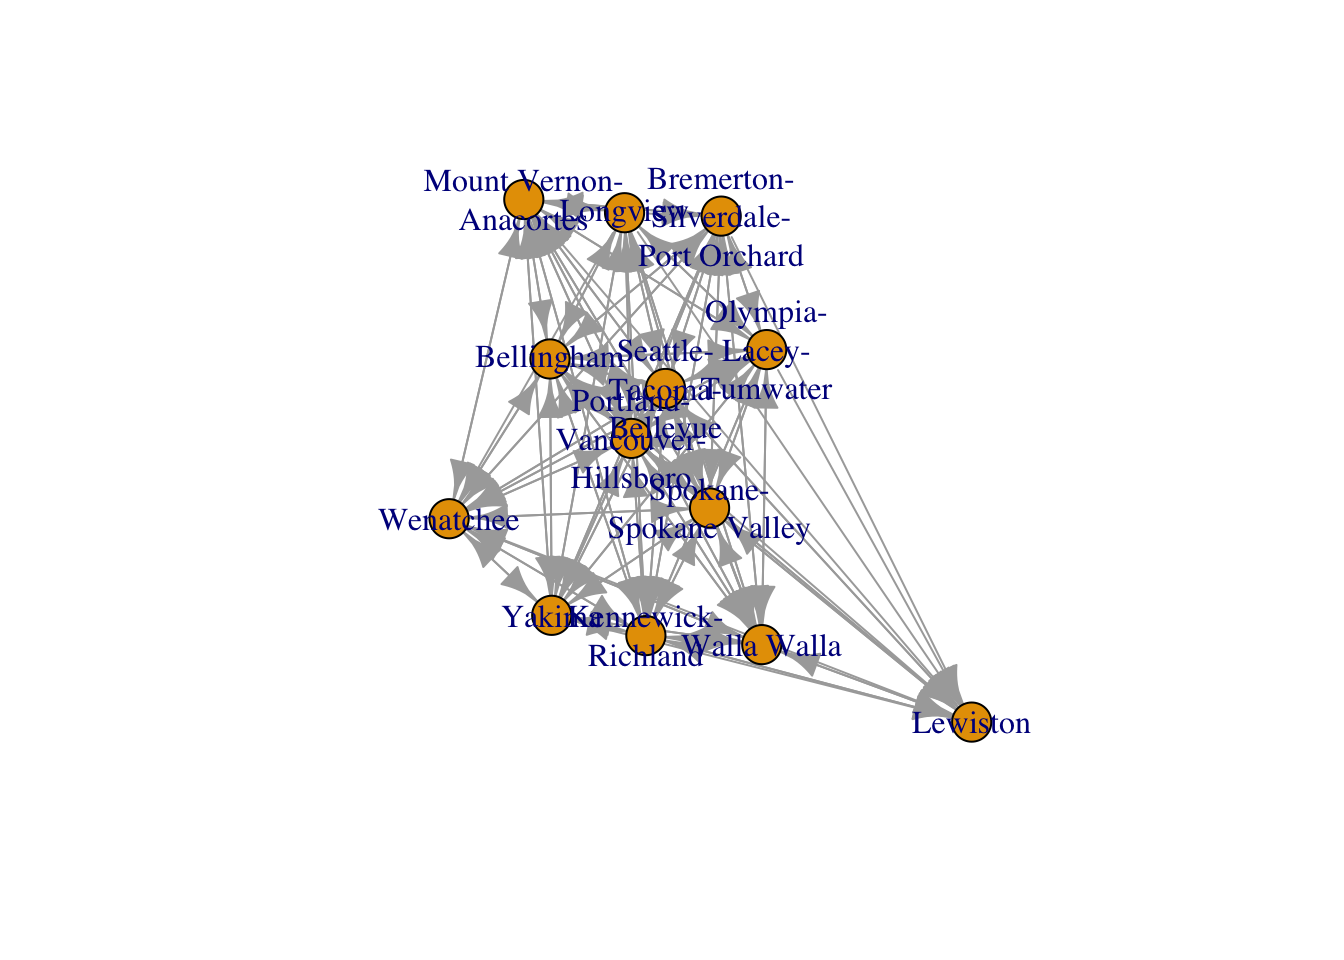 Mount Vernon-
Anacortes
Longview
Bremerton-
Silverdale-
Port Orchard
Olympia-
Lacey-
Tumwater
Bellingham
Seattle-
Tacoma-
Bellevue
Portland-
Vancouver-
Hillsboro
Spokane-
Spokane Valley
Wenatchee
Yakima
Kennewick-
Richland
Walla Walla
Lewiston